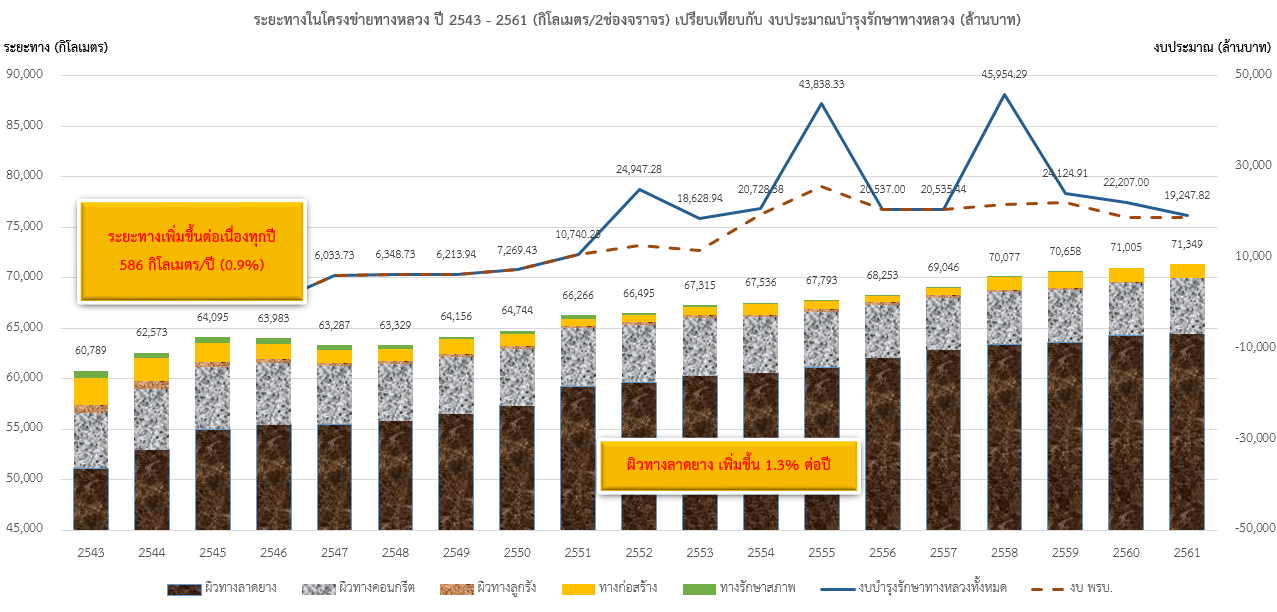 ระยะทางในโครงข่ายทางหลวง ปี 2543 - 2561 (กิโลเมตร/2ช่องจราจร) เปรียบเทียบกับ งบประมาณบำรุงรักษาทางหลวง (ล้านบาท)
ระยะทาง (กิโลเมตร) งบประมาณ (ล้านบาท)
90,000 50,000
45,954.29
43,838.33
85,000
80,000 30,000
24,947.28 24,124.91
18,628.94 20,728.38 20,537.00 20,535.44 22,207.00 19,247.82
75,000
ระยะทางเพิ่มขึ้นต่อเนื่องทุกปี
586 กิโลเมตร/ปี (0.9%)
6,033.73 6,348.73 6,213.94 7,269.43 10,740.28
10,000
70,000
60,789 62,573 64,095 63,983 63,287 63,329 64,156 64,744 66,266 66,495 67,315 67,536 67,793 68,253 69,046 70,077 70,658 71,005 71,349
65,000
-10,000
60,000
55,000
-30,000
ผิวทางลาดยาง เพิ่มขึ้น 1.3% ต่อปี
50,000
45,000 -50,000
2543 2544 2545 2546 2547 2548 2549 2550 2551 2552 2553 2554 2555 2556 2557 2558 2559 2560 2561
ผิวทางลาดยาง ผิวทางคอนกรีต ผิวทางลูกรัง ทางก่อสร้าง ทางรักษาสภาพ งบบำรุงรักษาทางหลวงทั้งหมด งบ พรบ.